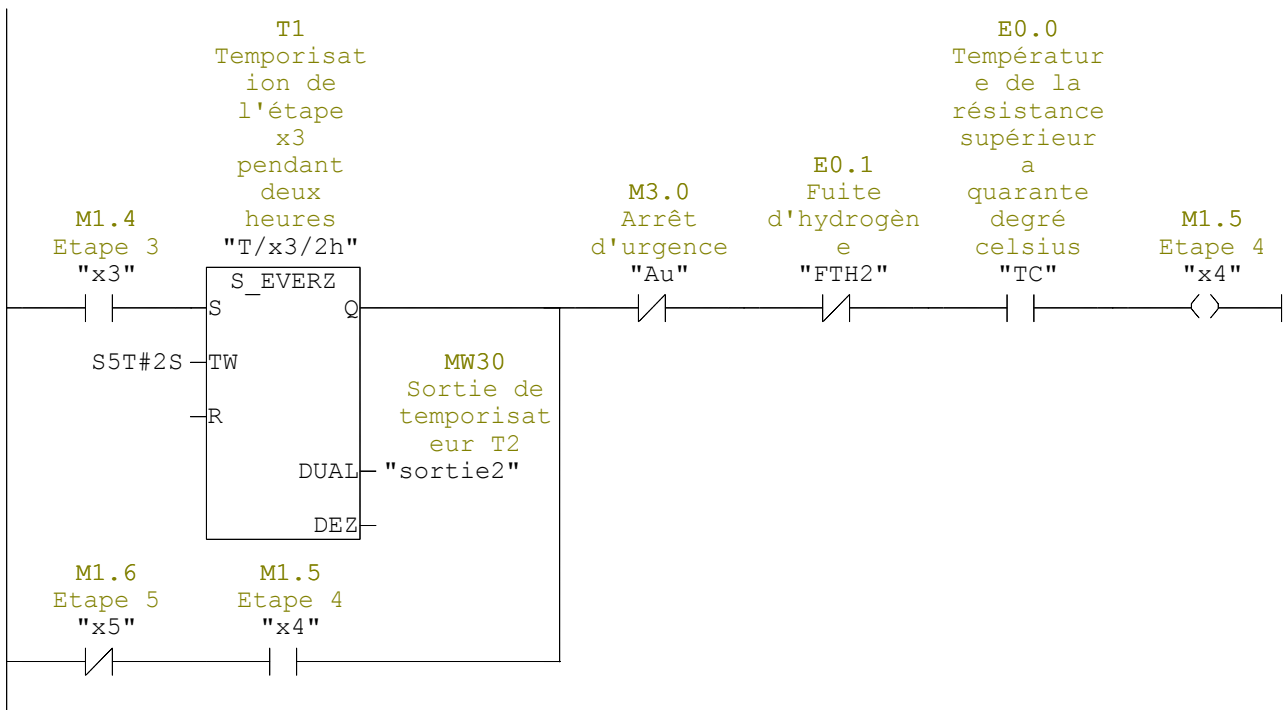 T1
Temporisat
ion de
l'étape
x3
pendant
deux
heures
"T/x3/2h"
E0.0
Températur
e de la
résistance
supérieur
a
quarante
degré
celsius
"TC"
E0.1
Fuite
d'hydrogèn
e
"FTH2"
M3.0
Arrêt
d'urgence
"Au"
M1.4
Etape 3
"x3"
M1.5
Etape 4
"x4"
S_EVERZ
S
Q
S5T#2S
TW
R
MW30
Sortie de
temporisat
eur T2
DUAL
"sortie2"
DEZ
M1.6
Etape 5
"x5"
M1.5
Etape 4
"x4"